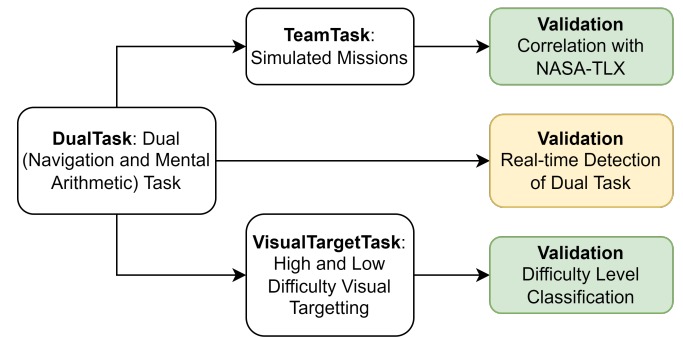 TeamTask:
Simulated Missions
Validation
Correlation with
NASA-TLX
DualTask: Dual
(Navigation and Mental
Arithmetic) Task
Validation
Real-time Detection
of Dual Task
VisualTargetTask:
High and Low
Difficulty Visual
Targetting
Validation
Difficulty Level
Classification